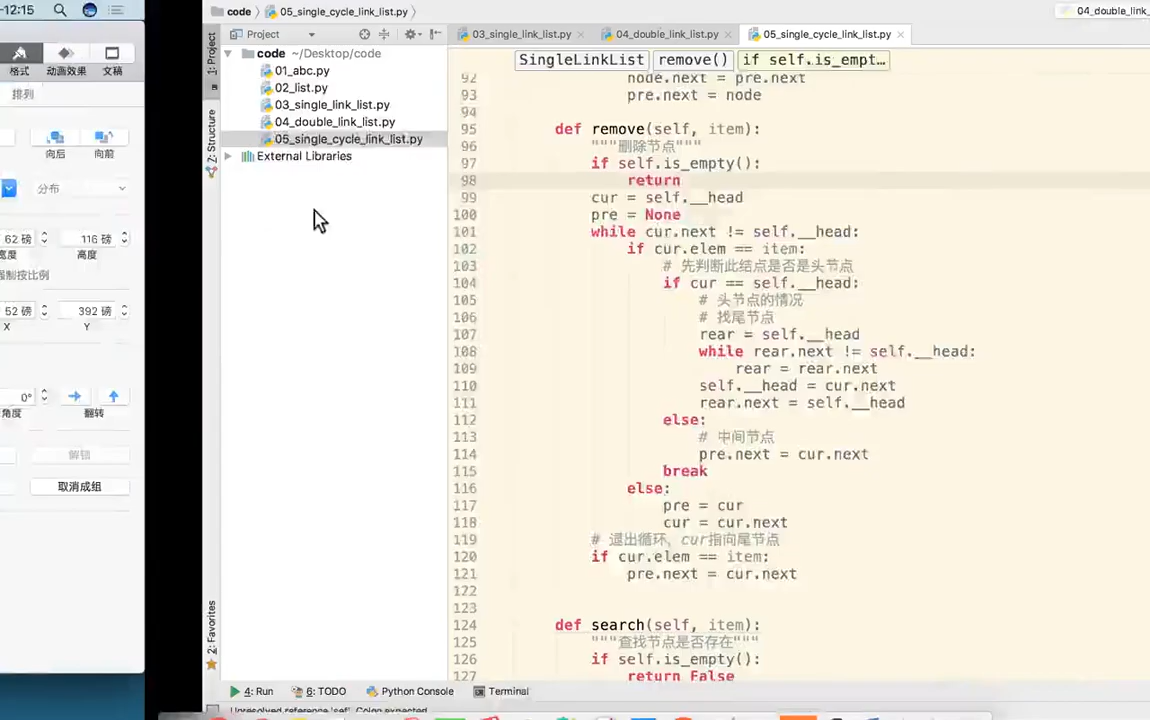 12:15
格式 动画效果 文稿
排列
向后 向前
分布
62 磅 116 磅
宽度 高度
强制按比例
52 磅 392 磅
X Y
0°
角度 翻转
解锁
取消成组
code 05_single_cycle_link_list.py
04_double_link
Project
03_single_link_list.py 04_double_link_list.py 05_single_cycle_link_list.py
1: Project
7: Structure
2: Favorites
code ~/Desktop/code
01_abc.py
02_list.py
03_single_link_list.py
04_double_link_list.py
05_single_cycle_link_list.py
External Libraries
SingleLinkList remove() if self.is_empt…
92 node.next = pre.next
93 pre.next = node
94
95 def remove(self, item):
96 """删除节点"""
97 if self.is_empty():
98 return
99 cur = self.__head
100 pre = None
101 while cur.next != self.__head:
102 if cur.elem == item:
103 # 先判断此结点是否是头节点
104 if cur == self.__head:
105 # 头节点的情况
106 # 找尾节点
107 rear = self.__head
108 while rear.next != self.__head:
109 rear = rear.next
110 self.__head = cur.next
111 rear.next = self.__head
112 else:
113 # 中间节点
114 pre.next = cur.next
115 break
116 else:
117 pre = cur
118 cur = cur.next
119 # 退出循环、cur指向尾节点
120 if cur.elem == item:
121 pre.next = cur.next
122
123
124 def search(self, item):
125 """查找节点是否存在"""
126 if self.is_empty():
127 return False
4: Run 6: TODO Python Console Terminal
Unresolved reference 'sef'. Colon expected.